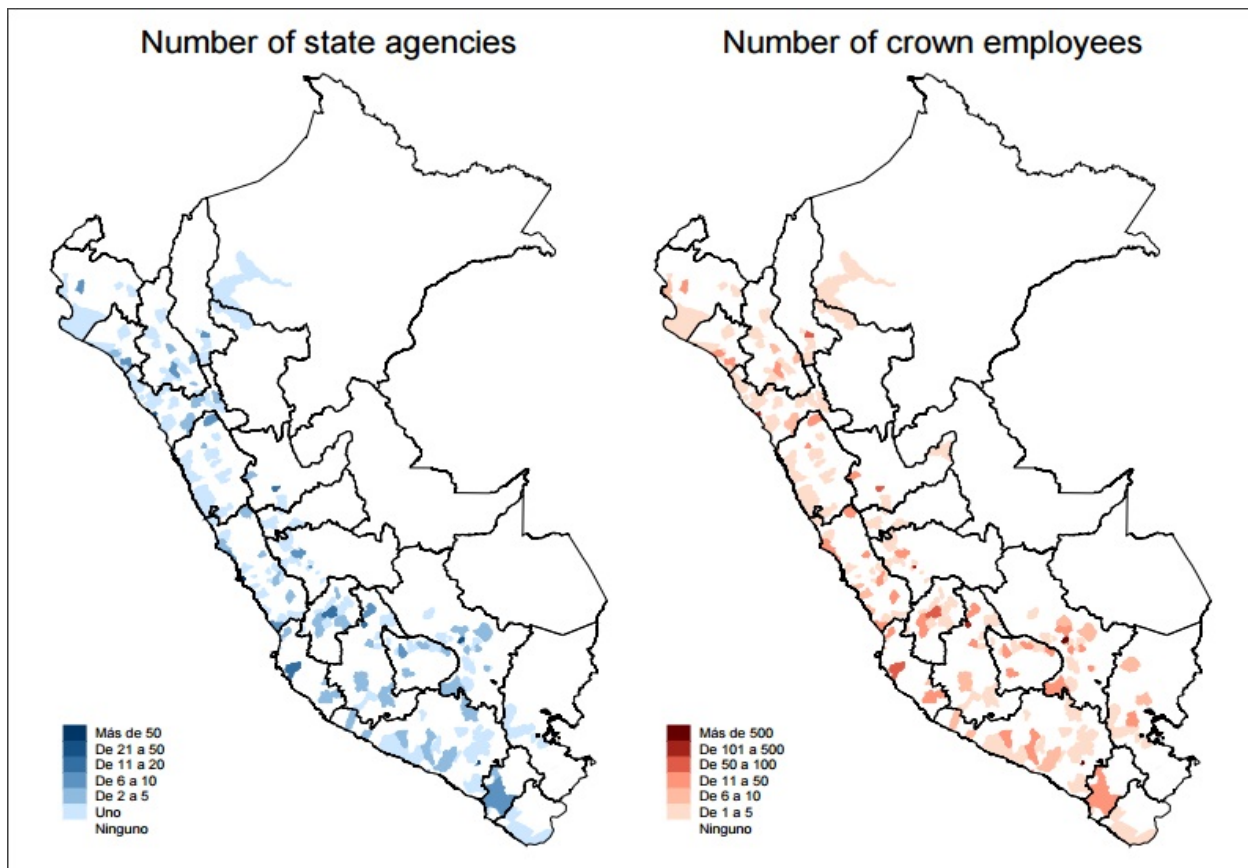 Number of state agencies
Más de 50
De 21 a 50
De 11 a 20
De 6 a 10
De 2 a 5
Uno
Ninguno
Number of crown employees
Más de 500
De 101 a 500
De 50 a 100
De 11 a 50
De 6 a 10
De 1 a 5
Ninguno